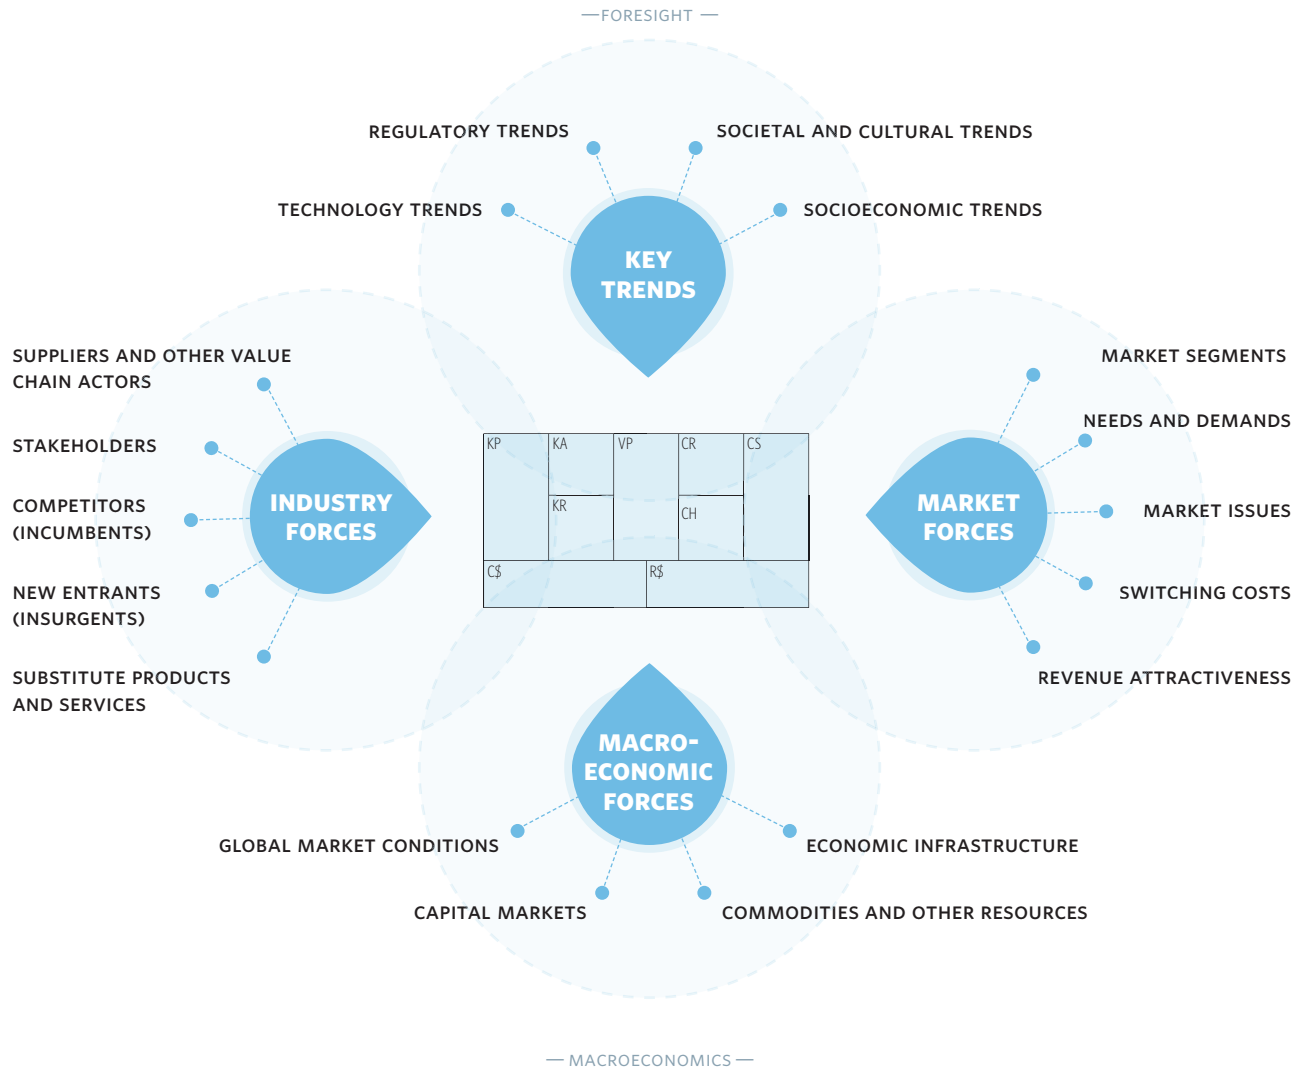 —FORESIGHT —
REGULATORY TRENDS
SOCIETAL AND CULTURAL TRENDS
TECHNOLOGY TRENDS
SOCIOECONOMIC TRENDS
KEY
TRENDS
SUPPLIERS AND OTHER VALUE
CHAIN ACTORS
STAKEHOLDERS
COMPETITORS
(INCUMBENTS)
NEW ENTRANTS
(INSURGENTS)
SUBSTITUTE PRODUCTS
AND SERVICES
INDUSTRY
FORCES
KP
KA
VP
CR
CS
KR
CH
C$
R$
MARKET
FORCES
MARKET SEGMENTS
NEEDS AND DEMANDS
MARKET ISSUES
SWITCHING COSTS
REVENUE ATTRACTIVENESS
MACRO-
ECONOMIC
FORCES
GLOBAL MARKET CONDITIONS
ECONOMIC INFRASTRUCTURE
CAPITAL MARKETS
COMMODITIES AND OTHER RESOURCES
— MACROECONOMICS —